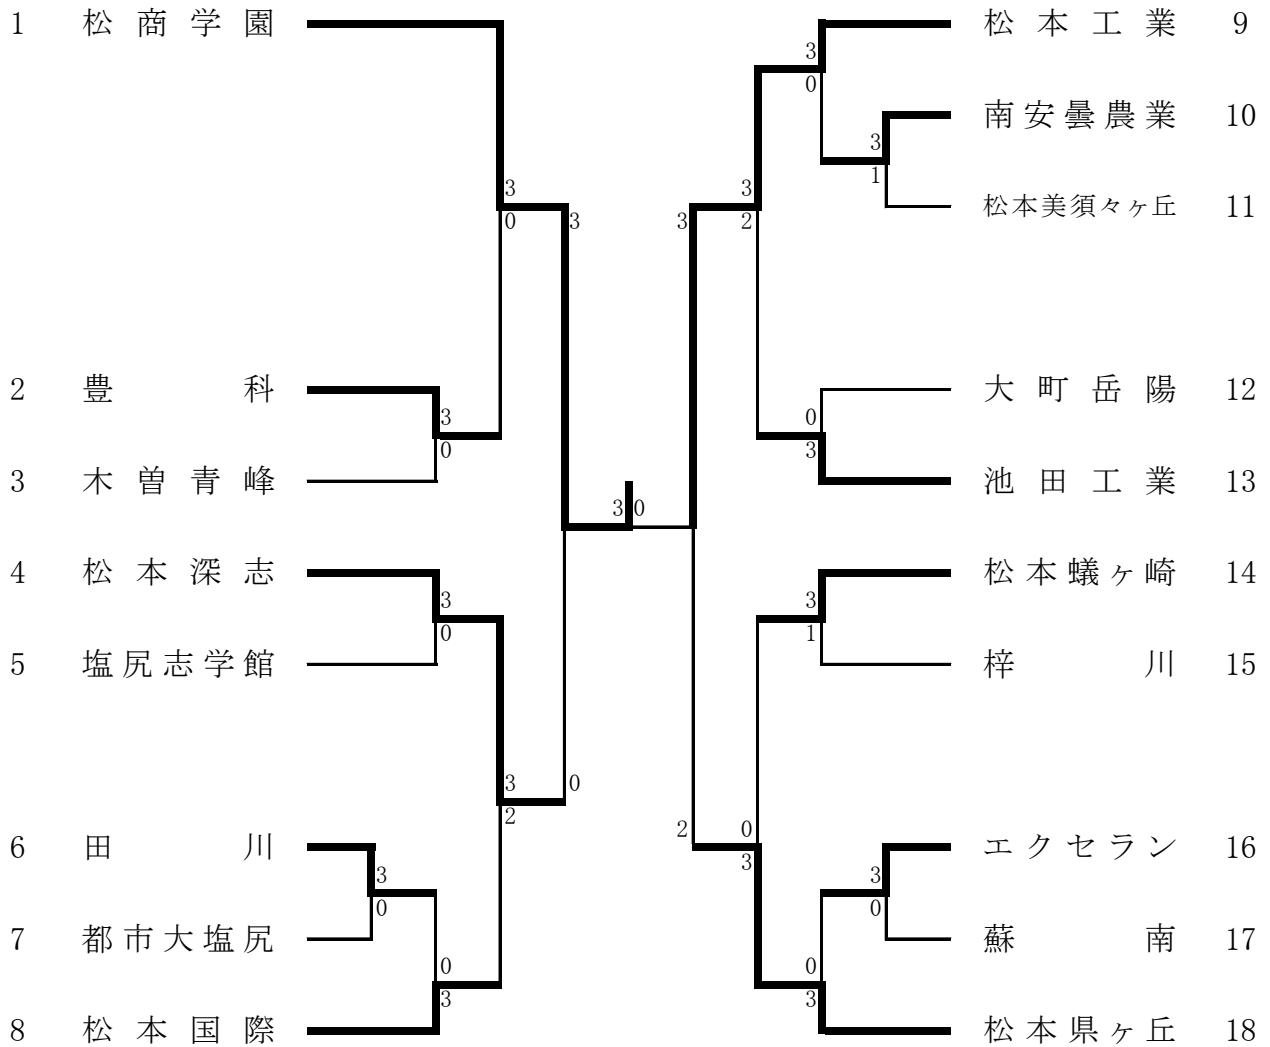 1 松商学園
2 豊科
3 木曽青峰
4 松本深志
5 塩尻志学館
6 田川
7 都市大塩尻
8 松本国際
3
0
3
3
0
3
0
3
2
0
3
0
0
3
3 0
3
0
3
1
3
2
3
0
3
3
1
2
0
3
3
0
0
3
松本工業 9
南安曇農業 10
松本美須々ヶ丘 11
大町岳陽 12
池田工業 13
松本蟻ヶ崎 14
梓川 15
エクセラン 16
蘇南 17
松本県ヶ丘 18